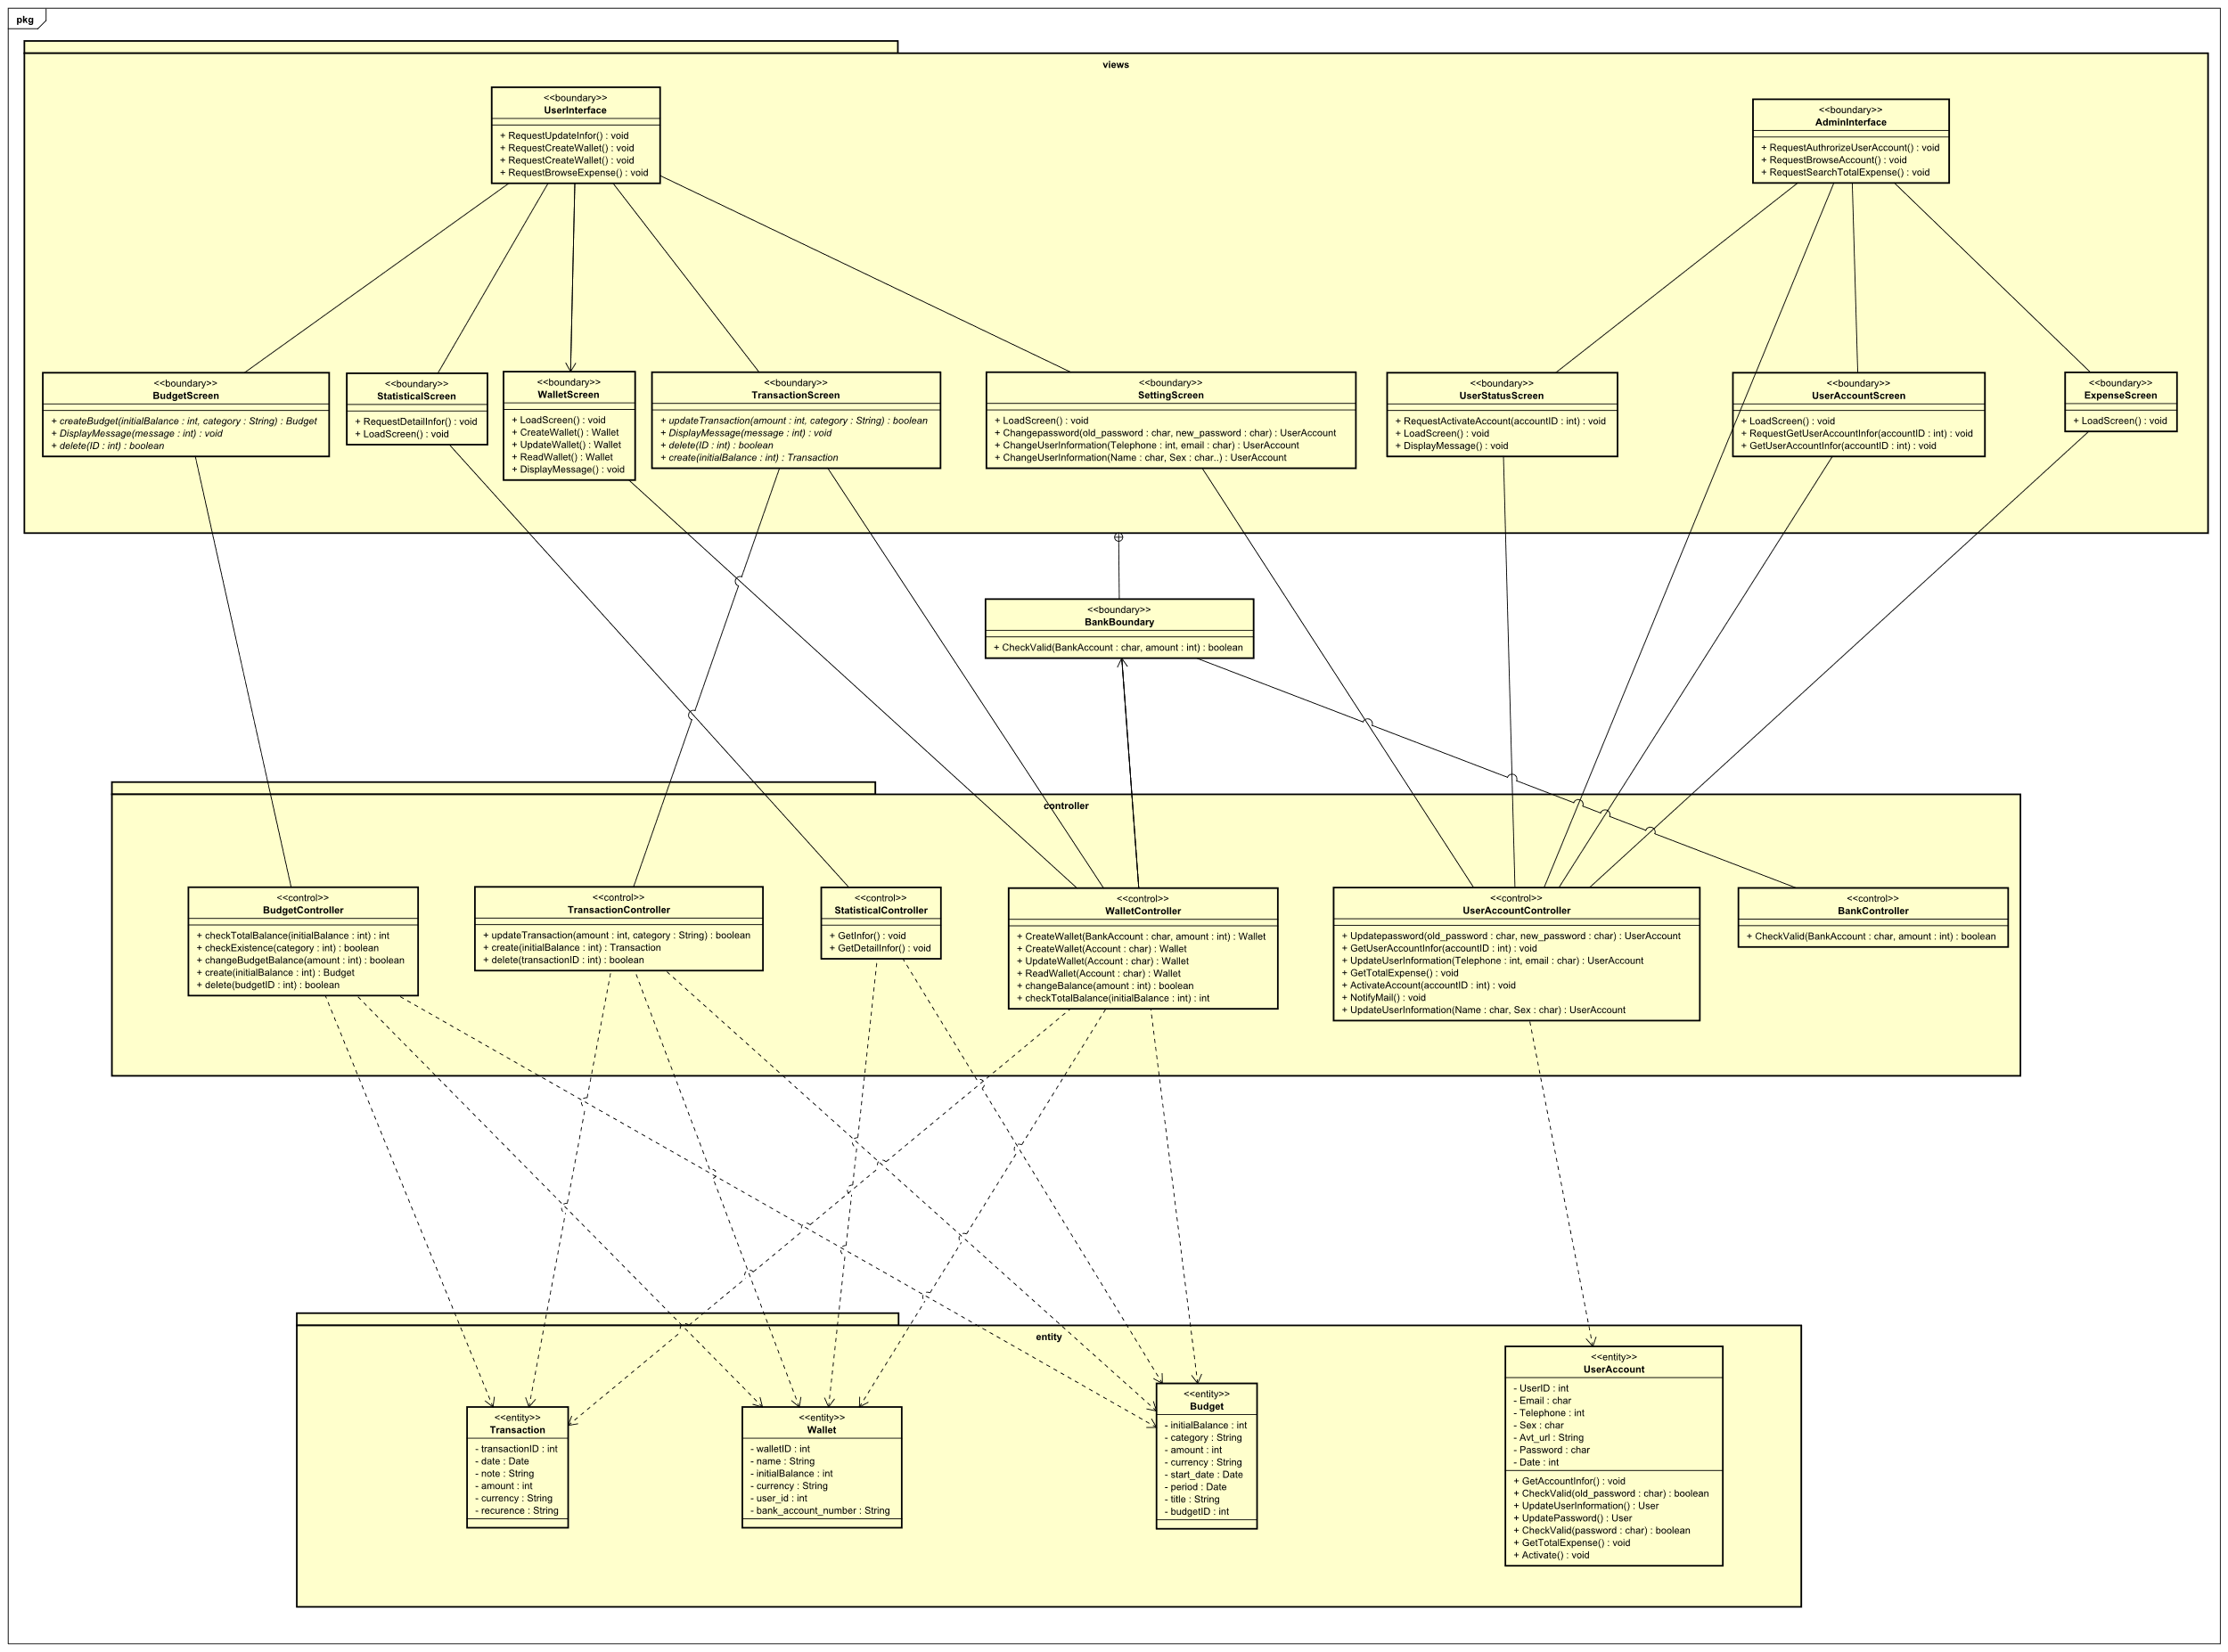 pkg
views
<<boundary>>
UserInterface
+ RequestUpdateInfor() : void
+ RequestCreateWallet() : void
+ RequestCreateWallet() : void
+ RequestBrowseExpense() : void
<<boundary>>
AdminInterface
+ RequestAuthrorizeUserAccount() : void
+ RequestBrowseAccount() : void
+ RequestSearchTotalExpense() : void
<<boundary>>
BudgetScreen
+ createBudget(initialBalance : int, category : String) : Budget
+ DisplayMessage(message : int) : void
+ delete(ID : int) : boolean
<<boundary>>
StatisticalScreen
+ RequestDetailInfor() : void
+ LoadScreen() : void
<<boundary>>
WalletScreen
+ LoadScreen() : void
+ CreateWallet() : Wallet
+ UpdateWallet() : Wallet
+ ReadWallet() : Wallet
+ DisplayMessage() : void
<<boundary>>
TransactionScreen
+ updateTransaction(amount : int, category : String) : boolean
+ DisplayMessage(message : int) : void
+ delete(ID : int) : boolean
+ create(initialBalance : int) : Transaction
<<boundary>>
SettingScreen
+ LoadScreen() : void
+ Changepassword(old_password : char, new_password : char) : UserAccount
+ ChangeUserInformation(Telephone : int, email : char) : UserAccount
+ ChangeUserInformation(Name : char, Sex : char..) : UserAccount
<<boundary>>
UserStatusScreen
+ RequestActivateAccount(accountID : int) : void
+ LoadScreen() : void
+ DisplayMessage() : void
<<boundary>>
UserAccountScreen
+ LoadScreen() : void
+ RequestGetUserAccountInfor(accountID : int) : void
+ GetUserAccountInfor(accountID : int) : void
<<boundary>>
ExpenseScreen
+ LoadScreen() : void
<<boundary>>
BankBoundary
+ CheckValid(BankAccount : char, amount : int) : boolean
controller
<<control>>
BudgetController
+ checkTotalBalance(initialBalance : int) : int
+ checkExistence(category : int) : boolean
+ changeBudgetBalance(amount : int) : boolean
+ create(initialBalance : int) : Budget
+ delete(budgetID : int) : boolean
<<control>>
TransactionController
+ updateTransaction(amount : int, category : String) : boolean
+ create(initialBalance : int) : Transaction
+ delete(transactionID : int) : boolean
<<control>>
StatisticalController
+ GetInfor() : void
+ GetDetailInfor() : void
<<control>>
WalletController
+ CreateWallet(BankAccount : char, amount : int) : Wallet
+ CreateWallet(Account : char) : Wallet
+ UpdateWallet(Account : char) : Wallet
+ ReadWallet(Account : char) : Wallet
+ changeBalance(amount : int) : boolean
+ checkTotalBalance(initialBalance : int) : int
<<control>>
UserAccountController
+ Updatepassword(old_password : char, new_password : char) : UserAccount
+ GetUserAccountInfor(accountID : int) : void
+ UpdateUserInformation(Telephone : int, email : char) : UserAccount
+ GetTotalExpense() : void
+ ActivateAccount(accountID : int) : void
+ NotifyMail() : void
+ UpdateUserInformation(Name : char, Sex : char) : UserAccount
<<control>>
BankController
+ CheckValid(BankAccount : char, amount : int) : boolean
entity
<<entity>>
Transaction
- transactionID : int
- date : Date
- note : String
- amount : int
- currency : String
- recurence : String
<<entity>>
Wallet
- walletID : int
- name : String
- initialBalance : int
- currency : String
- user_id : int
- bank_account_number : String
<<entity>>
Budget
- initialBalance : int
- category : String
- amount : int
- currency : String
- start_date : Date
- period : Date
- title : String
- budgetID : int
<<entity>>
UserAccount
- UserID : int
- Email : char
- Telephone : int
- Sex : char
- Avt_url : String
- Password : char
- Date : int
+ GetAccountInfor() : void
+ CheckValid(old_password : char) : boolean
+ UpdateUserInformation() : User
+ UpdatePassword() : User
+ CheckValid(password : char) : boolean
+ GetTotalExpense() : void
+ Activate() : void